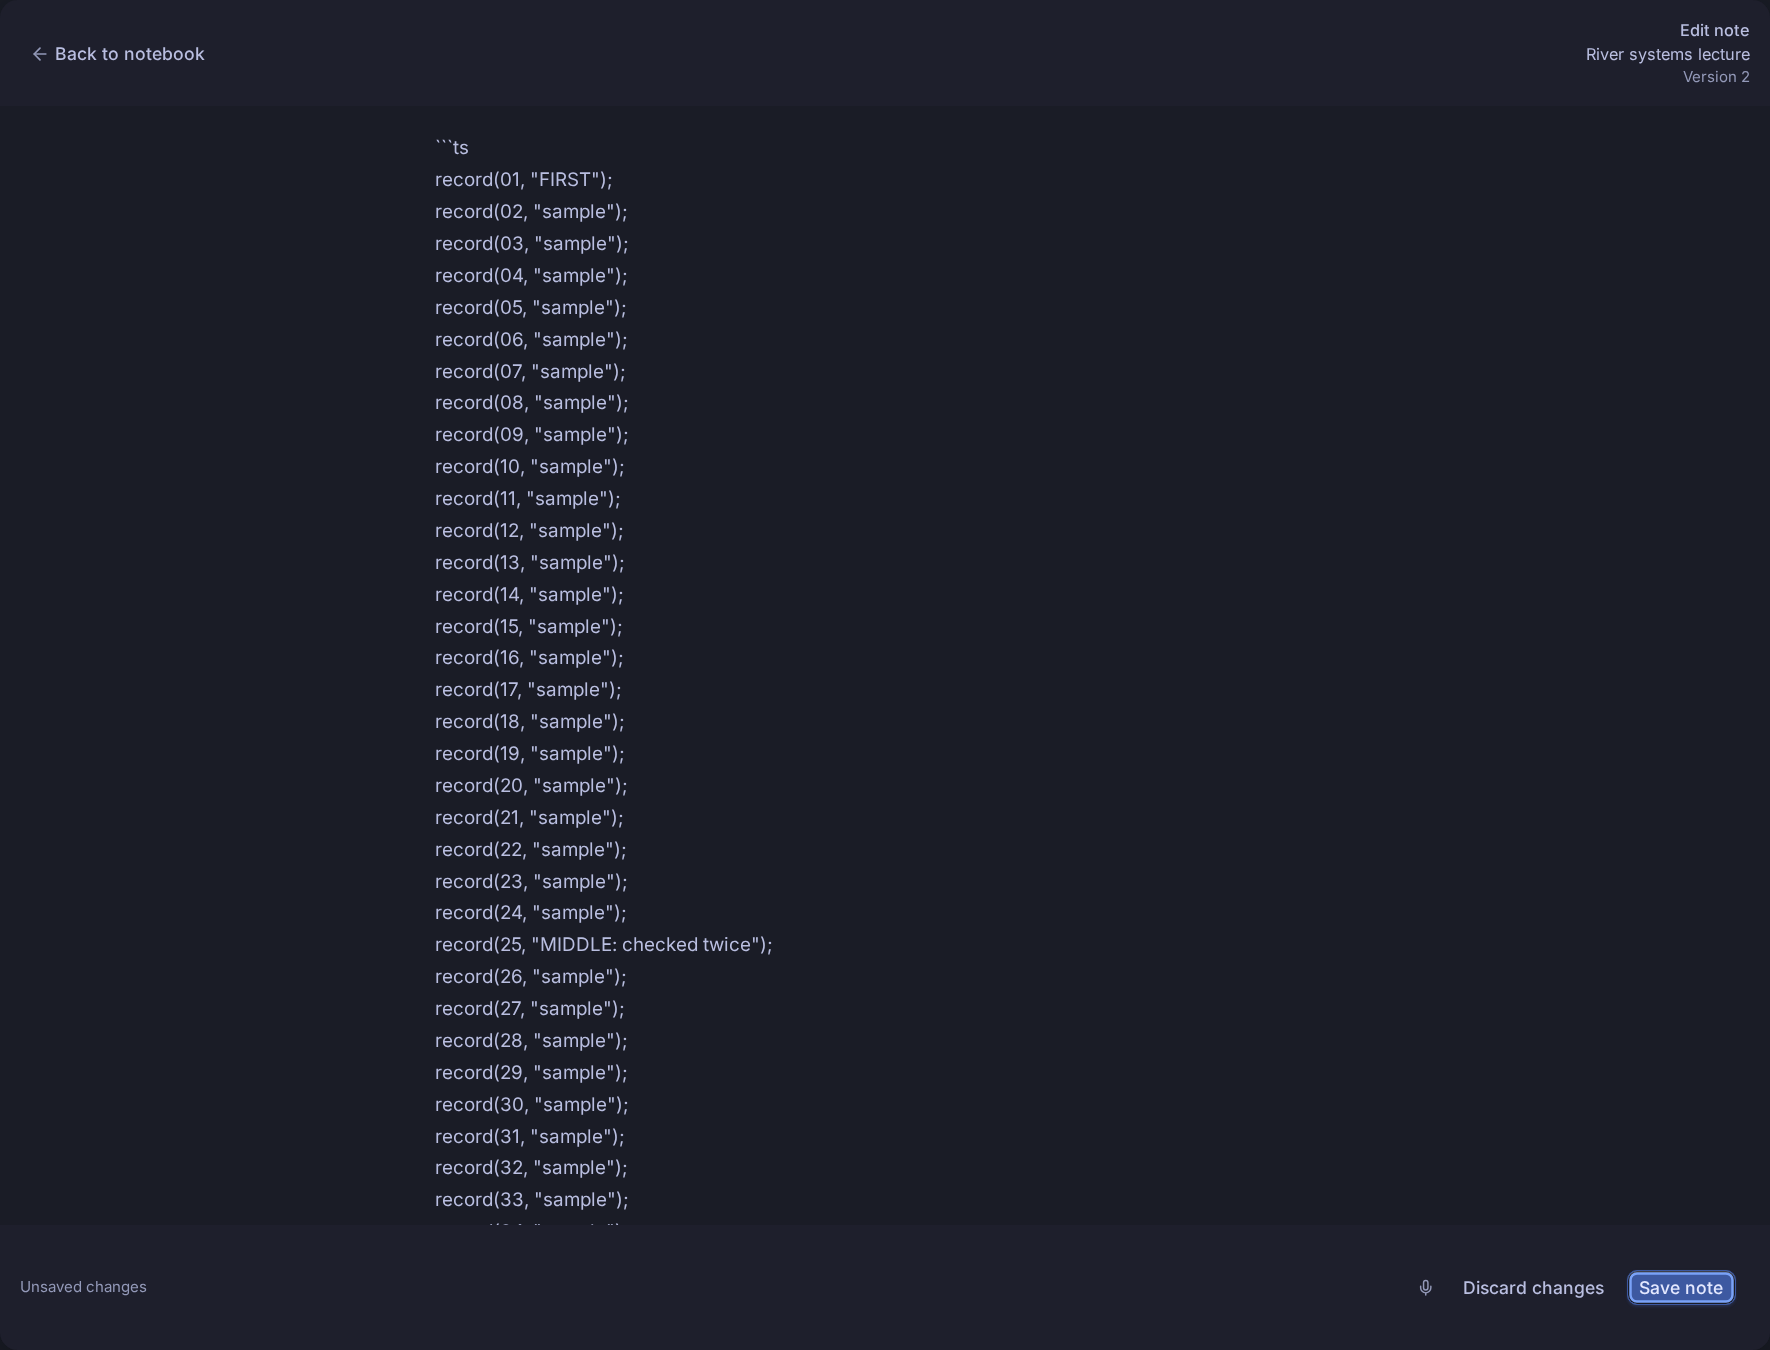 Back to notebook
Edit note
River systems lecture
Version 2
```ts
record(01, "FIRST");
record(02, "sample");
record(03, "sample");
record(04, "sample");
record(05, "sample");
record(06, "sample");
record(07, "sample");
record(08, "sample");
record(09, "sample");
record(10, "sample");
record(11, "sample");
record(12, "sample");
record(13, "sample");
record(14, "sample");
record(15, "sample");
record(16, "sample");
record(17, "sample");
record(18, "sample");
record(19, "sample");
record(20, "sample");
record(21, "sample");
record(22, "sample");
record(23, "sample");
record(24, "sample");
record(25, "MIDDLE: checked twice");
record(26, "sample");
record(27, "sample");
record(28, "sample");
record(29, "sample");
record(30, "sample");
record(31, "sample");
record(32, "sample");
record(33, "sample");
Unsaved changes
Discard changes
Save note